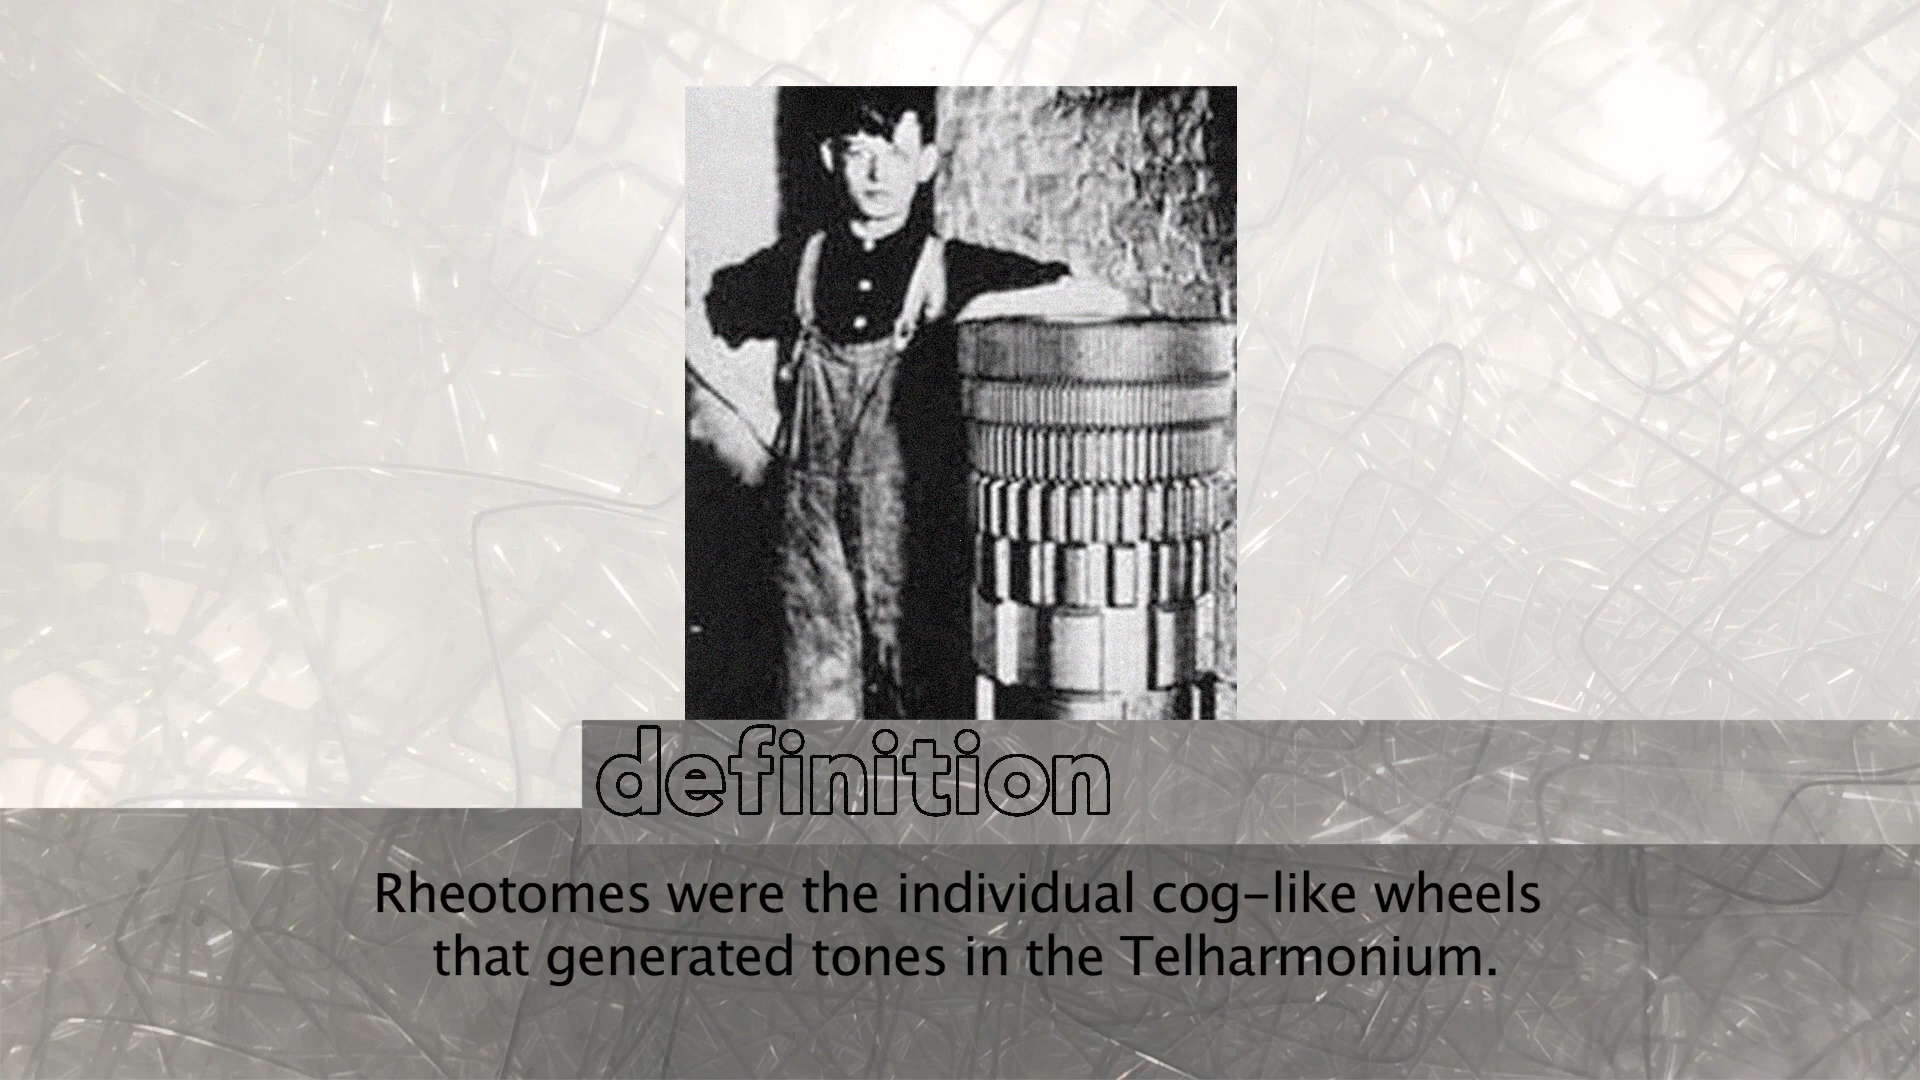 definition
Rheotomes were the individual cog-like wheels
that generated tones in the Telharmonium.